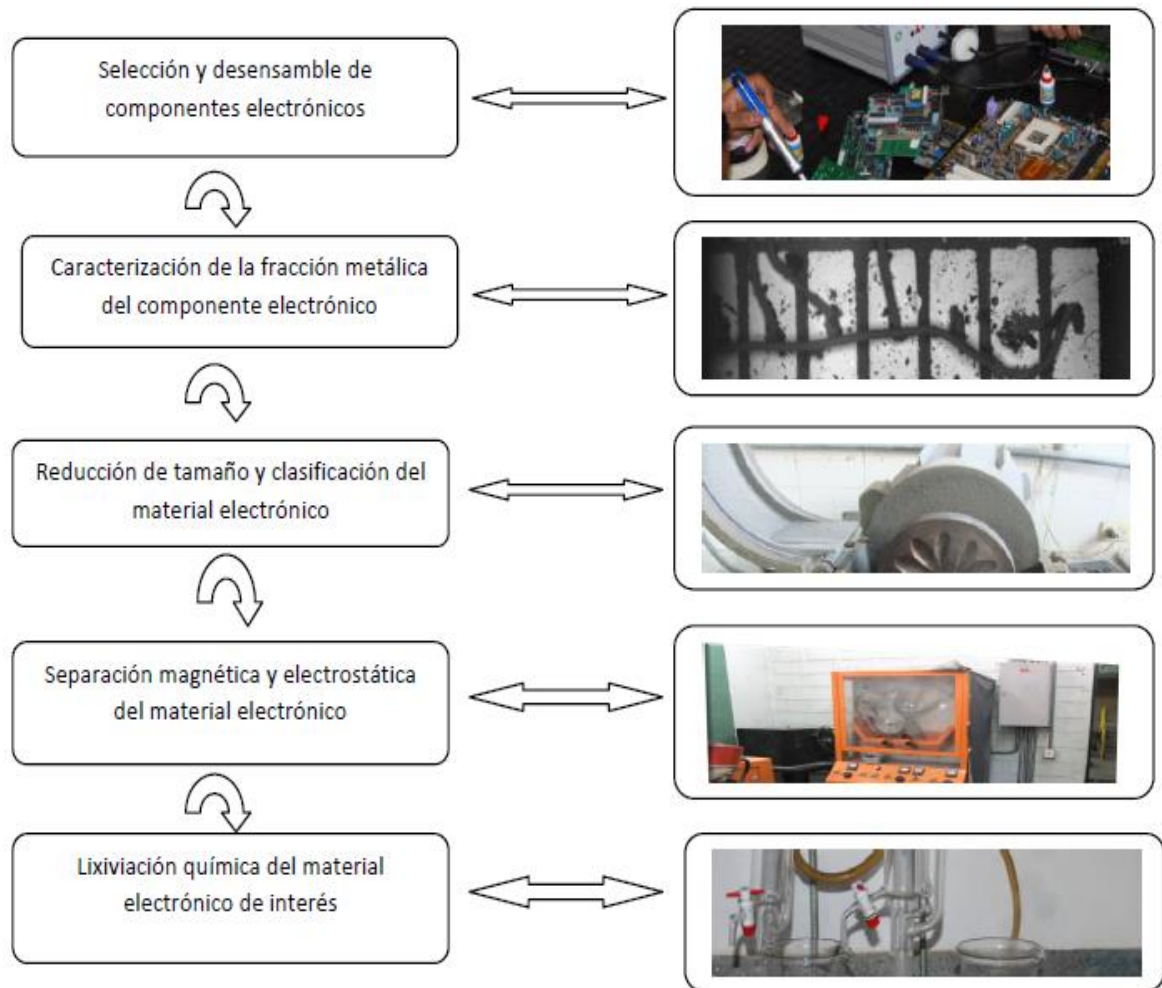 Selección y desensamble de
componentes electrónicos
Caracterización de la fracción metálica
del componente electrónico
Reducción de tamaño y clasificación del
material electrónico
Separación magnética y electrostática
del material electrónico
Lixiviación química del material
electrónico de interés